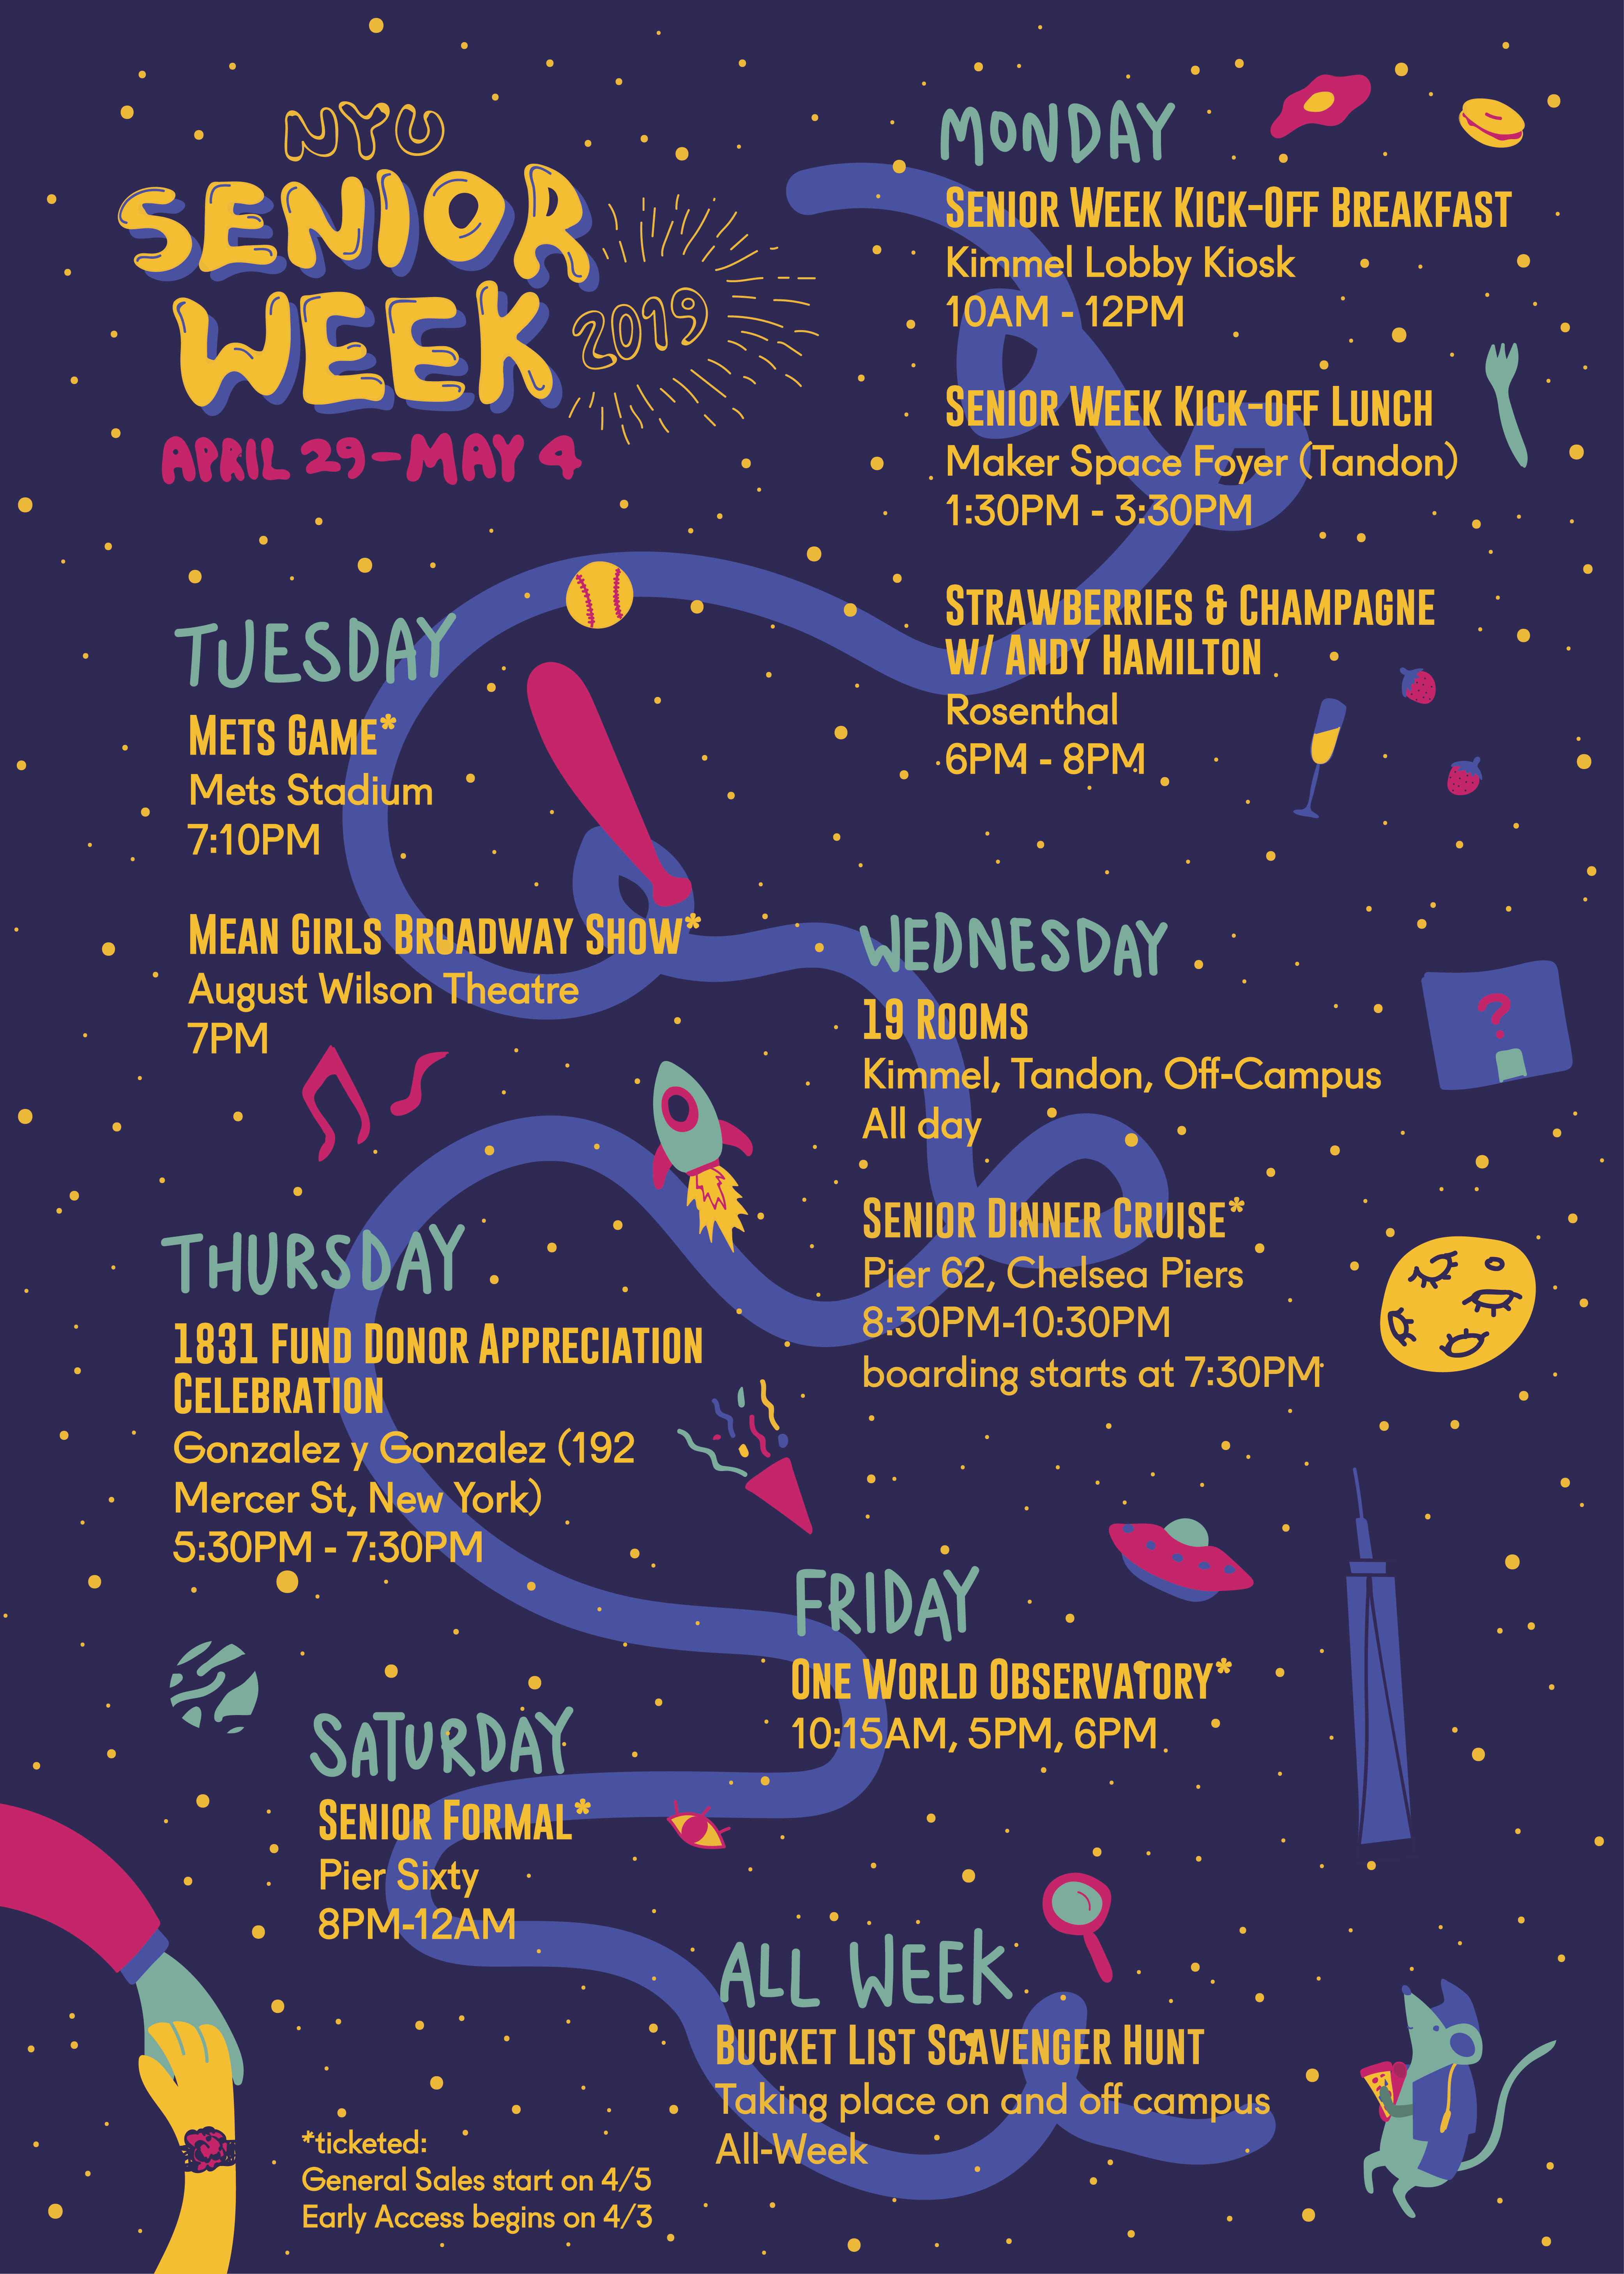 NYU
SENIOR
WEEK 2019
APRIL 29-MAY 4
MONDAY
SENIOR WEEK KICK-OFF BREAKFAST
Kimmel Lobby Kiosk
10AM - 12PM
SENIOR WEEK KICK-OFF LUNCH
Maker Space Foyer (Tandon)
1:30PM - 3:30PM
STRAWBERRIES & CHAMPAGNE
W/ ANDY HAMILTON
Rosenthal
6PM - 8PM
TUESDAY
METS GAME*
Mets Stadium
7:10PM
MEAN GIRLS BROADWAY SHOW*
August Wilson Theatre
7PM
WEDNESDAY
19 ROOMS
Kimmel, Tandon, Off-Campus
All day
?
SENIOR DINNER CRUISE*
Pier 62, Chelsea Piers
8:30PM-10:30PM
boarding starts at 7:30PM
THURSDAY
1831 FUND DONOR APPRECIATION
CELEBRATION
Gonzalez y Gonzalez (192
Mercer St, New York)
5:30PM - 7:30PM
FRIDAY
ONE WORLD OBSERVATORY*
10:15AM, 5PM, 6PM
SATURDAY
SENIOR FORMAL*
Pier Sixty
8PM-12AM
ALL WEEK
BUCKET LIST SCAVENGER HUNT
Taking place on and off campus
All-Week
*ticketed:
General Sales start on 4/5
Early Access begins on 4/3